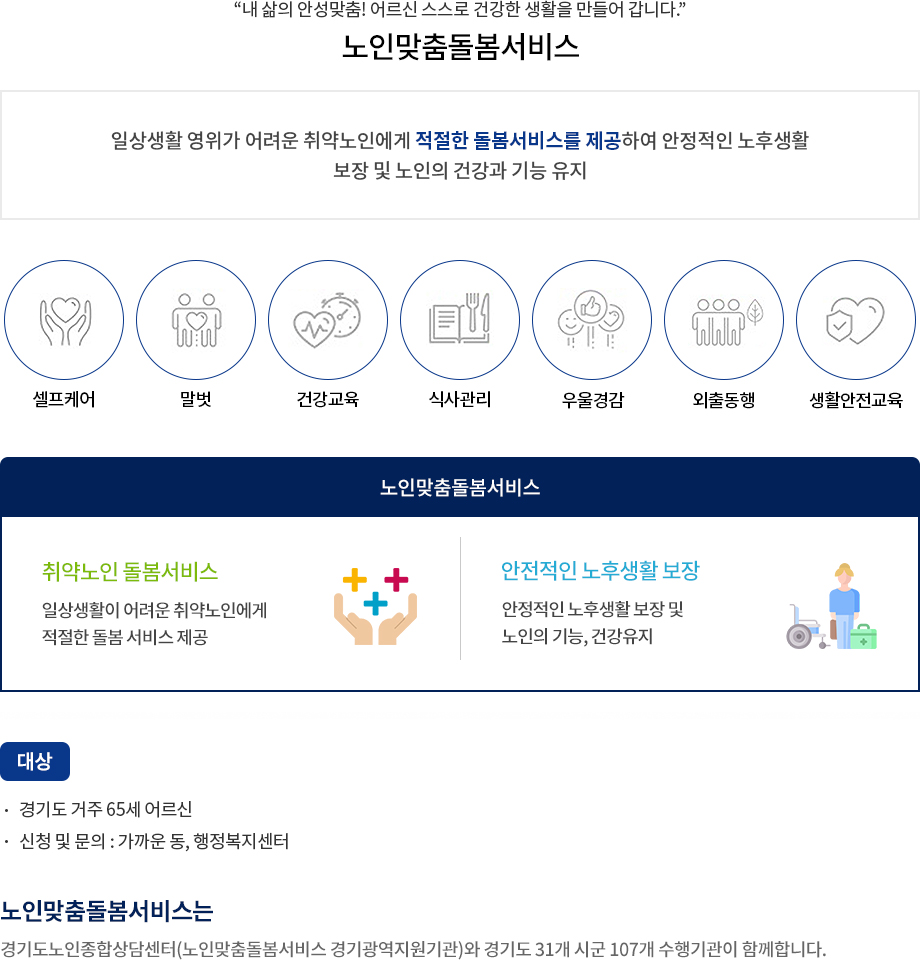 “내 삶의 안성맞춤! 어르신 스스로 건강한 생활을 만들어 갑니다.”
노인맞춤돌봄서비스
일상생활 영위가 어려운 취약노인에게 적절한 돌봄서비스를 제공하여 안정적인 노후생활
보장 및 노인의 건강과 기능 유지
셀프케어
말벗
건강교육
식사관리
우울경감
외출동행
생활안전교육
노인맞춤돌봄서비스
취약노인 돌봄서비스
일상생활이 어려운 취약노인에게
적절한 돌봄 서비스 제공
안전적인 노후생활 보장
안정적인 노후생활 보장 및
노인의 기능, 건강유지
대상
· 경기도 거주 65세 어르신
· 신청 및 문의 : 가까운 동, 행정복지센터
노인맞춤돌봄서비스는
경기도노인종합상담센터(노인맞춤돌봄서비스 경기광역지원기관)와 경기도 31개 시군 107개 수행기관이 함께합니다.